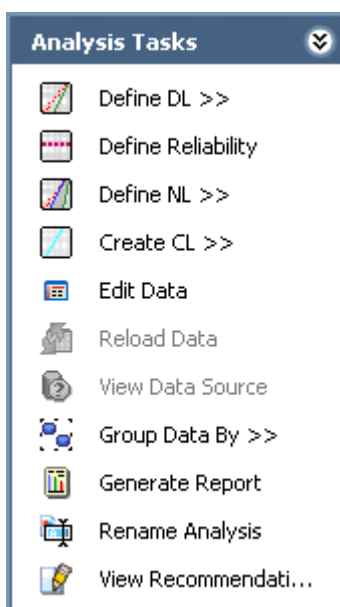 Analysis Tasks
Define DL >>
Define Reliability
Define NL >>
Create CL >>
Edit Data
Reload Data
View Data Source
Group Data By >>
Generate Report
Rename Analysis
View Recommendati...